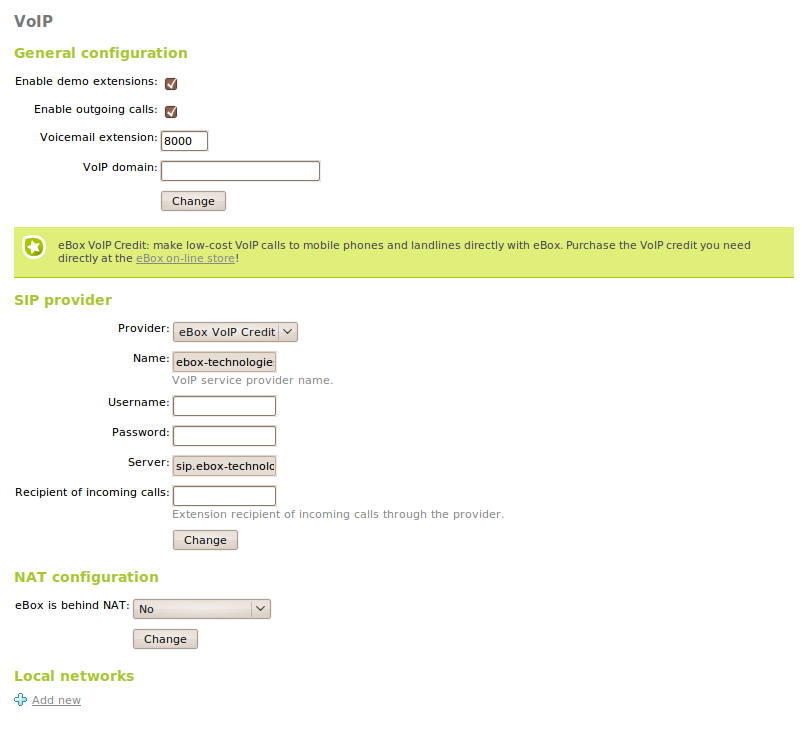 VoIP
General configuration
Enable demo extensions:
Enable outgoing calls:
Voicemail extension: 8000
VoIP domain:
Change
eBox VoIP Credit: make low-cost VoIP calls to mobile phones and landlines directly with eBox. Purchase the VoIP credit you need
directly at the eBox on-line store!
SIP provider
Provider: eBox VoIP Credit
Name: ebox-technologie
VoIP service provider name.
Username:
Password:
Server: sip.ebox-technolo
Recipient of incoming calls:
Extension recipient of incoming calls through the provider.
Change
NAT configuration
eBox is behind NAT: No
Change
Local networks
Add new